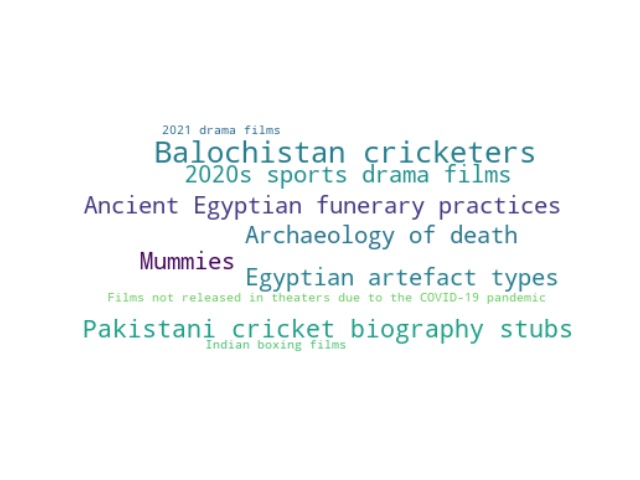 2021 drama films
Balochistan cricketers
2020s sports drama films
Ancient Egyptian funerary practices
Archaeology of death
Mummies
Egyptian artefact types
Films not released in theaters due to the COVID-19 pandemic
Pakistani cricket biography stubs
Indian boxing films